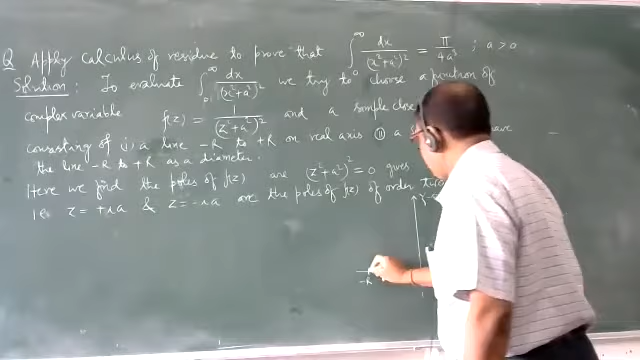 Q Apply calculus of residue to prove that ∫₀^∞ dx/(x²+a²)² = π/4a³ ; a>0
Solution: To evaluate ∫₀^∞ dx/(x²+a²)² we try to choose a function of
complex variable f(z) = 1/(z²+a²)² and a sample close
consisting of (i) a line -R to +R on real axis (ii) a
the line -R to +R as a diameter.
Here we find the poles of f(z) are (z²+a²)² = 0 gives
i.e. z = +ia & z = -ia are the poles of f(z) of order two
-R